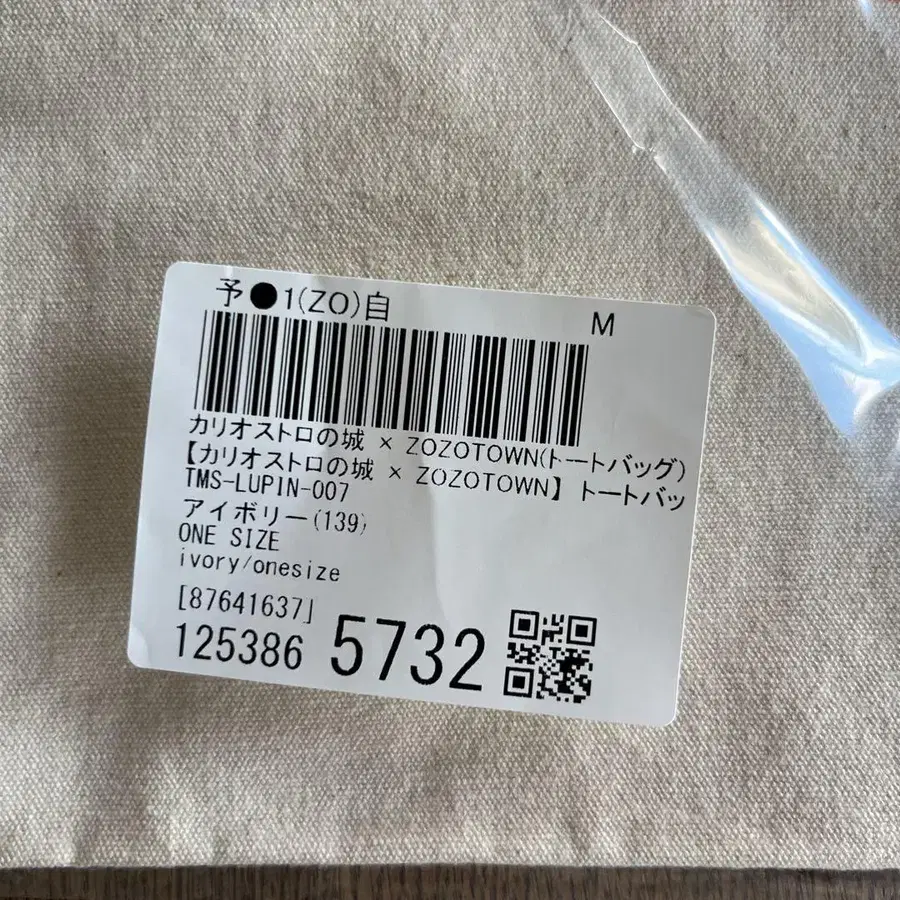 予●1(ZO)自 M
カリオストロの城 × ZOZOTOWN(トートバッグ)
【カリオストロの城 × ZOZOTOWN】 トートバッ
TMS-LUPIN-007
アイボリー(139)
ONE SIZE
ivory/onesize
[87641637]
125386 5732